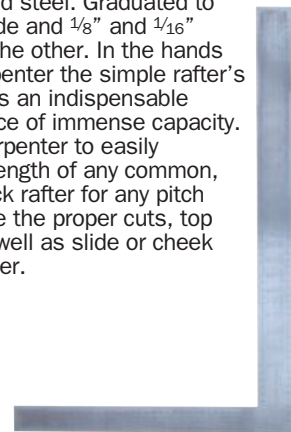 d steel. Graduated to
de and 1/8” and 1/16”
he other. In the hands
penter the simple rafter’s
s an indispensable
ce of immense capacity.
rpenter to easily
ength of any common,
ck rafter for any pitch
e the proper cuts, top
well as slide or cheek
er.